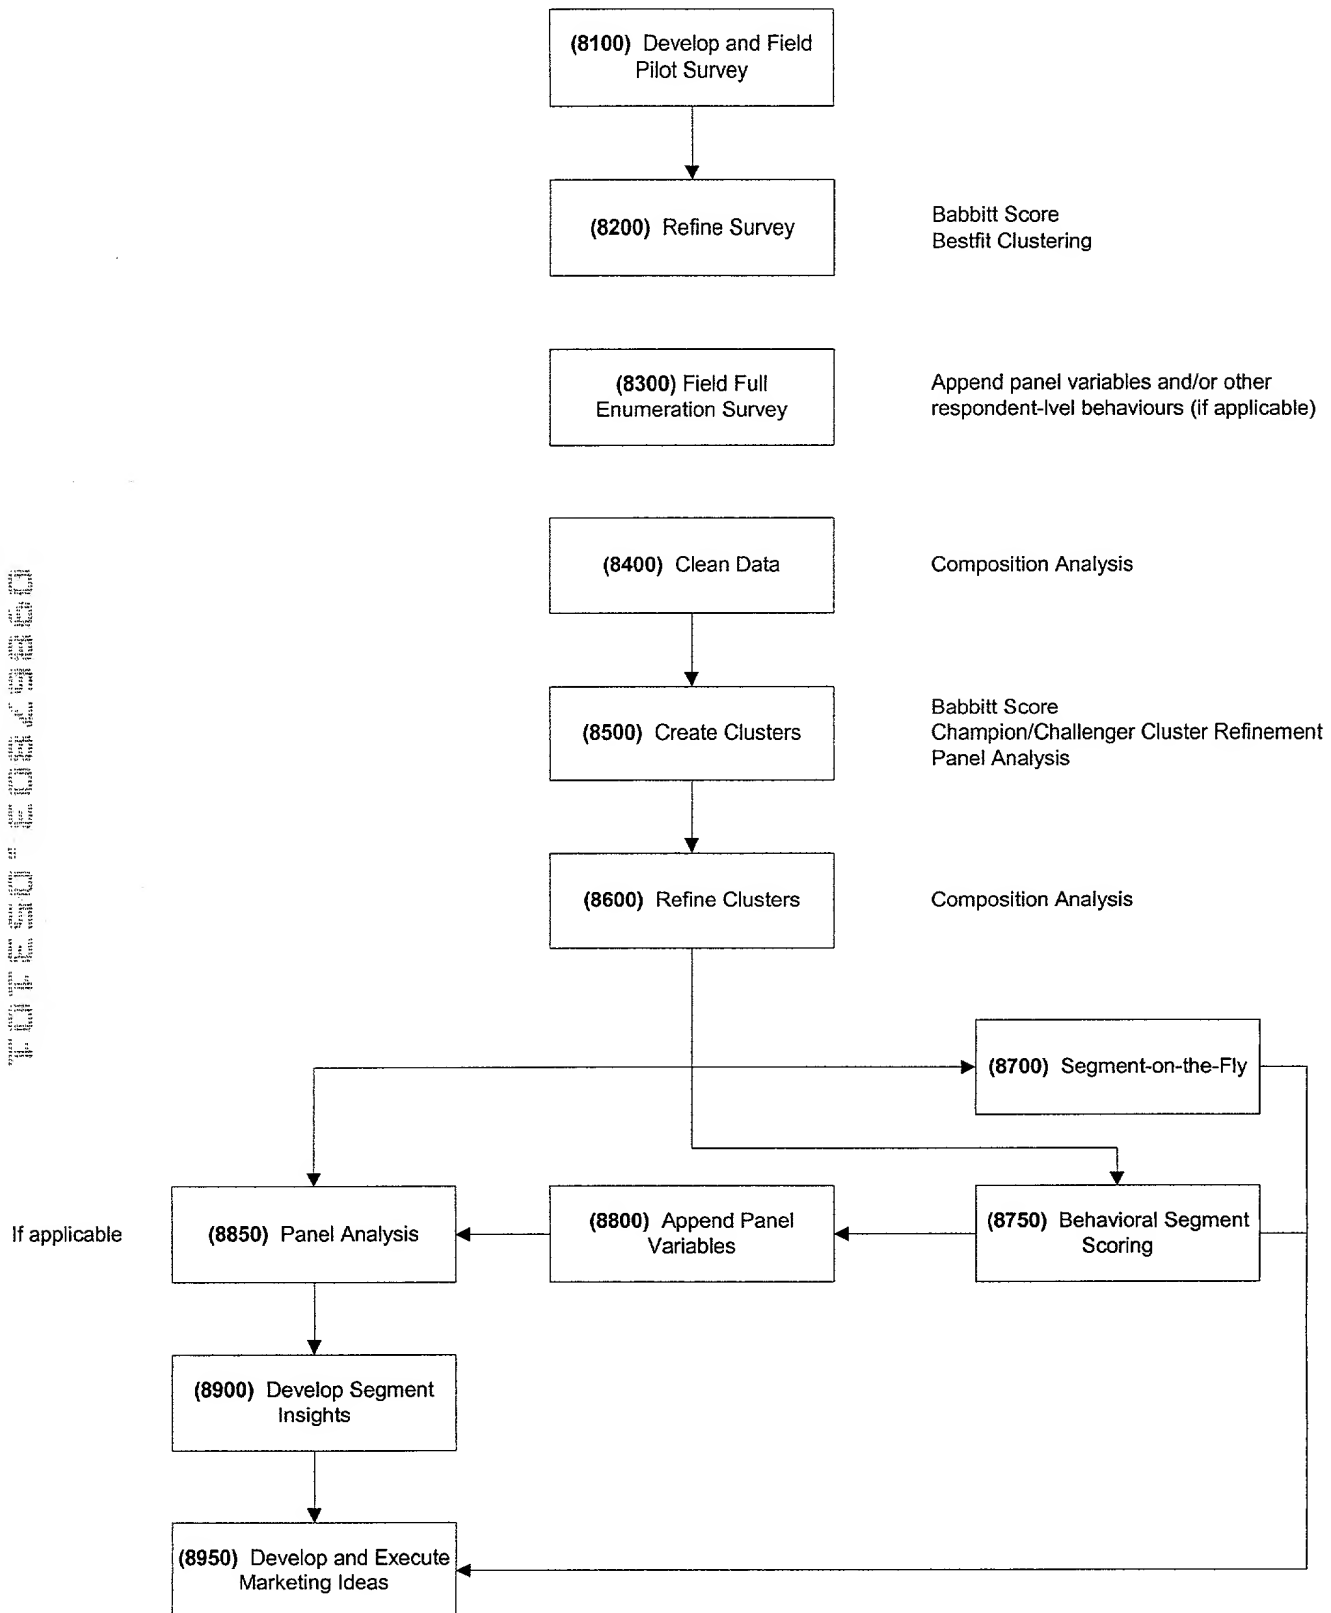 (8100) Develop and Field
Pilot Survey
(8200) Refine Survey
Babbitt Score
Bestfit Clustering
(8300) Field Full
Enumeration Survey
Append panel variables and/or other
respondent-lvel behaviours (if applicable)
(8400) Clean Data
Composition Analysis
(8500) Create Clusters
Babbitt Score
Champion/Challenger Cluster Refinement
Panel Analysis
(8600) Refine Clusters
Composition Analysis
(8700) Segment-on-the-Fly
If applicable
(8850) Panel Analysis
(8800) Append Panel
Variables
(8750) Behavioral Segment
Scoring
(8900) Develop Segment
Insights
(8950) Develop and Execute
Marketing Ideas